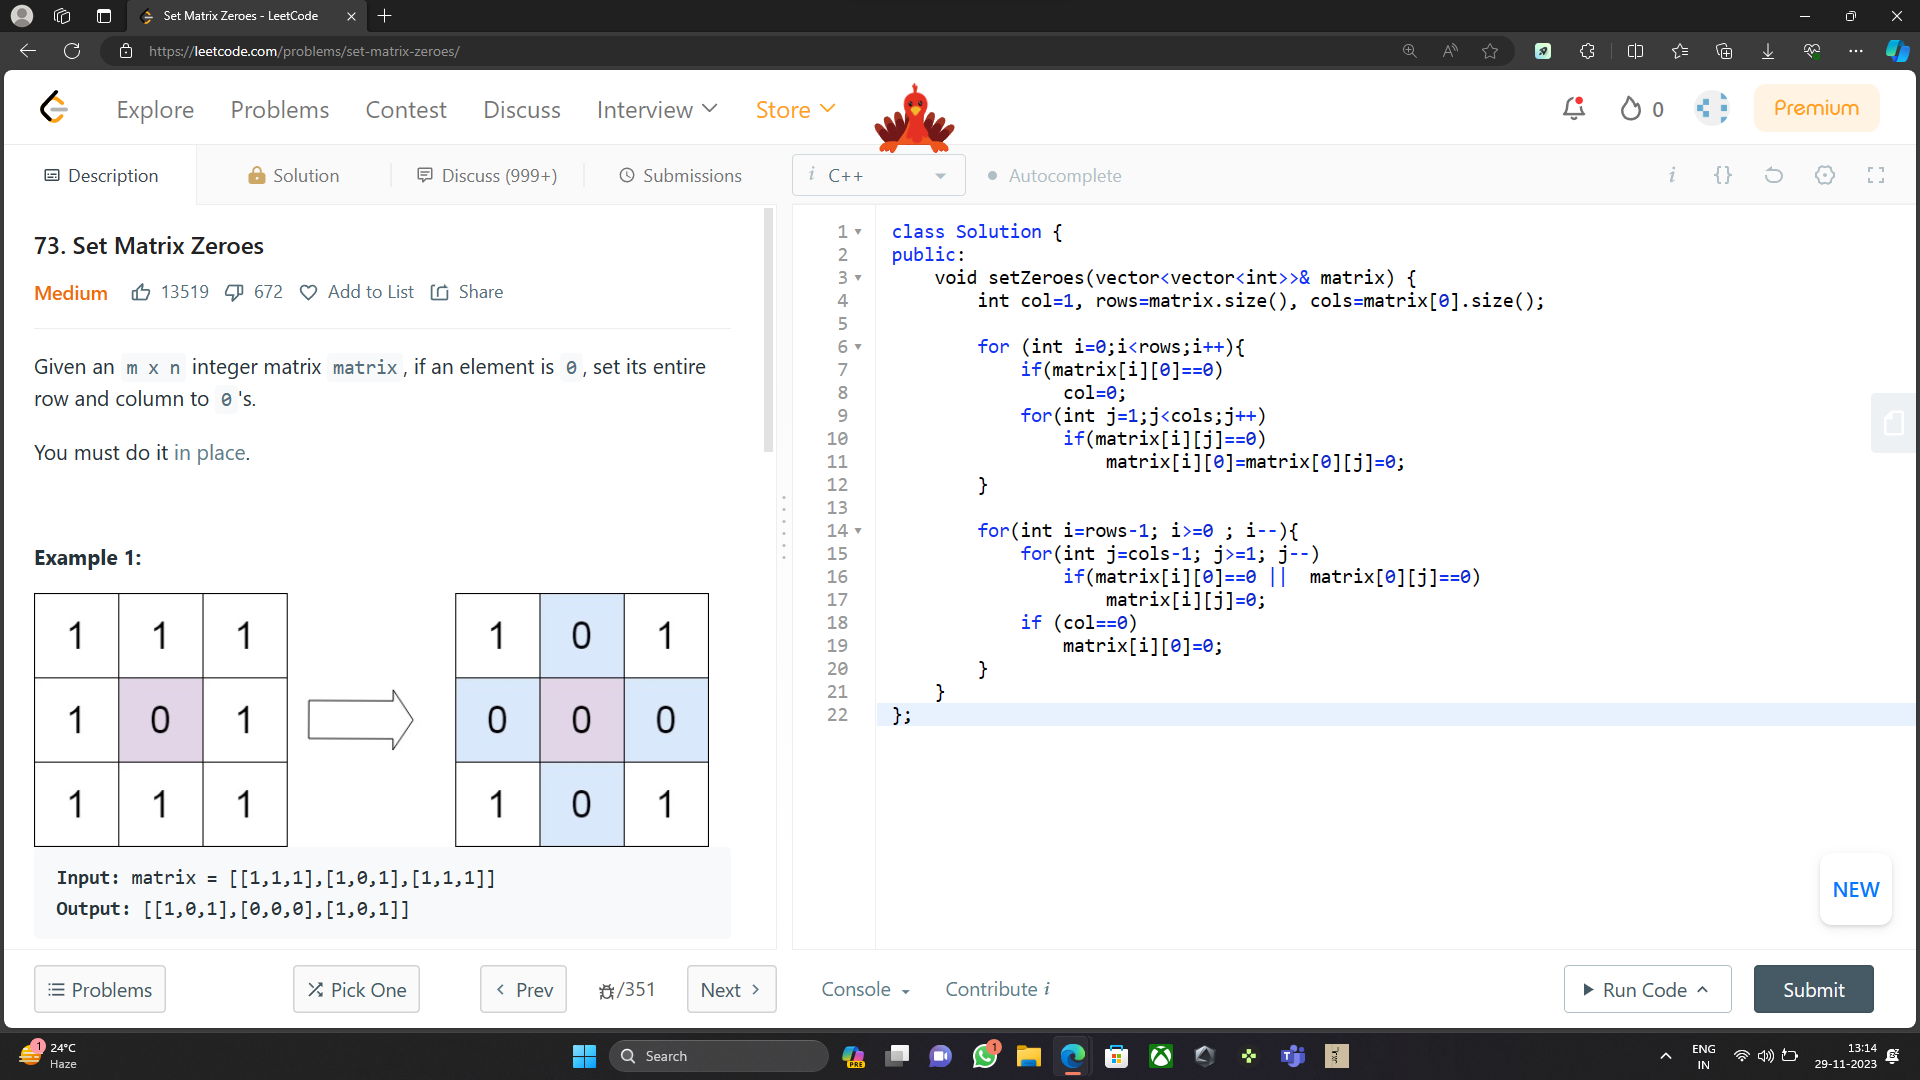 Set Matrix Zeroes - LeetCode
https://leetcode.com/problems/set-matrix-zeroes/
Explore Problems Contest Discuss Interview Store 0 Premium
Description Solution Discuss (999+) Submissions
i C++ Autocomplete i {}
73. Set Matrix Zeroes
Medium 13519 672 Add to List Share
Given an m x n integer matrix matrix, if an element is 0, set its entire
row and column to 0's.
You must do it in place.
Example 1:
1 1 1 1 0 1
1 0 1 0 0 0
1 1 1 1 0 1
Input: matrix = [[1,1,1],[1,0,1],[1,1,1]]
Output: [[1,0,1],[0,0,0],[1,0,1]]
1 class Solution {
2 public:
3 void setZeroes(vector<vector<int>>& matrix) {
4 int col=1, rows=matrix.size(), cols=matrix[0].size();
5
6 for (int i=0;i<rows;i++){
7 if(matrix[i][0]==0)
8 col=0;
9 for(int j=1;j<cols;j++)
10 if(matrix[i][j]==0)
11 matrix[i][0]=matrix[0][j]=0;
12 }
13
14 for(int i=rows-1; i>=0 ; i--){
15 for(int j=cols-1; j>=1; j--)
16 if(matrix[i][0]==0 ||  matrix[0][j]==0)
17 matrix[i][j]=0;
18 if (col==0)
19 matrix[i][0]=0;
20 }
21 }
22 };
NEW
Problems Pick One Prev /351 Next Console Contribute i Run Code Submit
1 24°C
Haze
Search
PRE
1
ENG
IN
13:14
29-11-2023